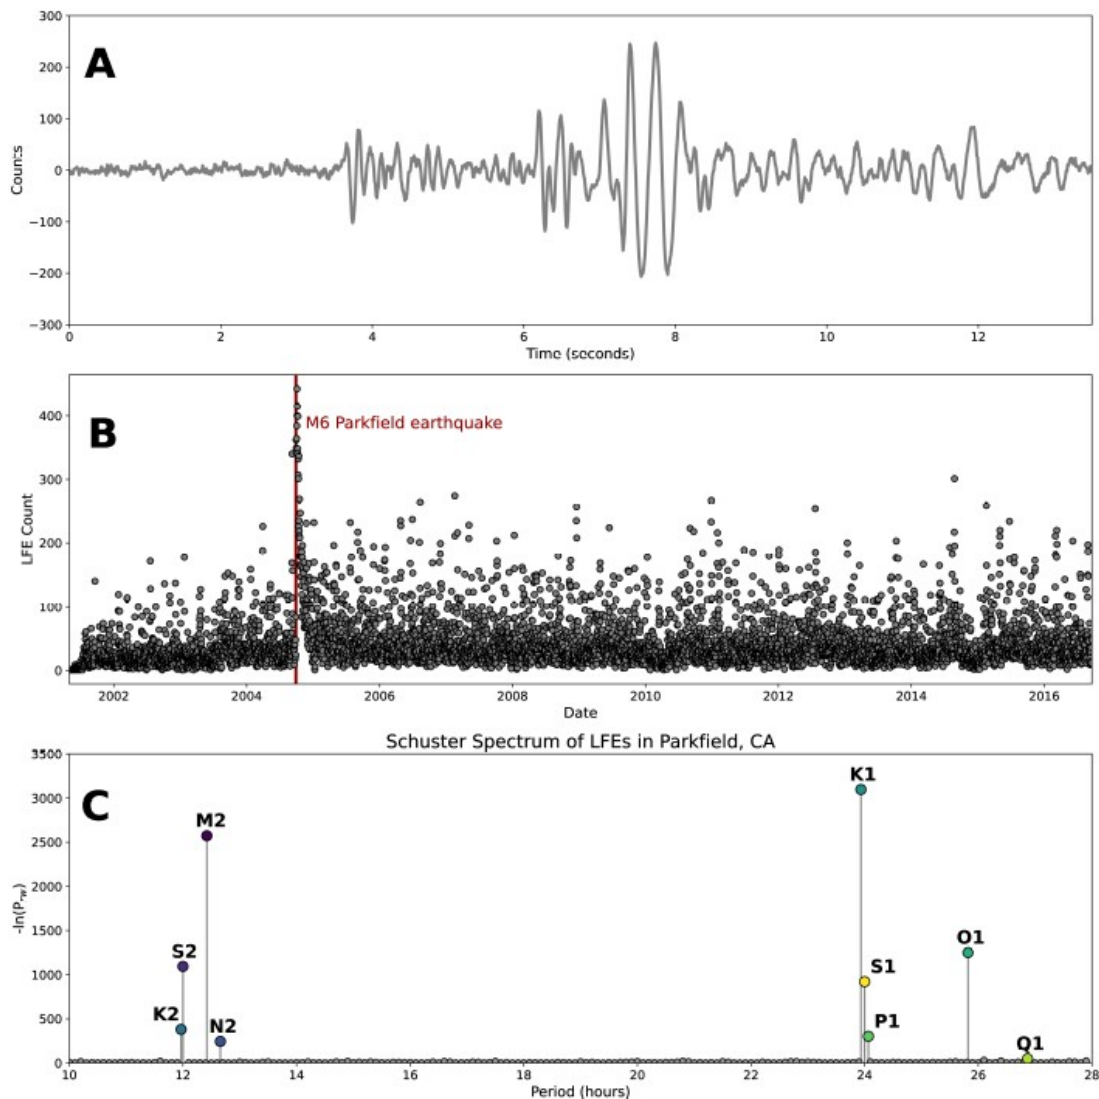 300
200
100
0
−100
−200
−300
Counts
A
0 2 4 6 8 10 12
Time (seconds)
400
300
200
100
0
LFE Count
B
M6 Parkfield earthquake
2002 2004 2006 2008 2010 2012 2014 2016
Date
Schuster Spectrum of LFEs in Parkfield, CA
3500
3000
2500
2000
1500
1000
500
0
C
K1
M2
S2
O1
S1
K2
N2
P1
Q1
10 12 14 16 18 20 22 24 26 28
Period (hours)